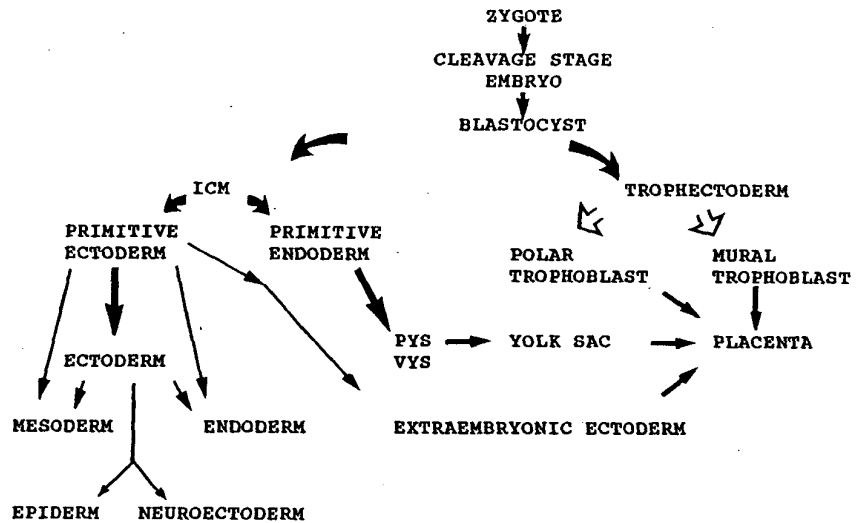 ZYGOTE
CLEAVAGE STAGE
EMBRYO
BLASTOCYST
ICM
TROPHECTODERM
PRIMITIVE
ECTODERM
PRIMITIVE
ENDODERM
POLAR
TROPHOBLAST
MURAL
TROPHOBLAST
PYS
VYS
YOLK SAC
PLACENTA
ECTODERM
MESODERM
ENDODERM
EXTRAEMBRYONIC ECTODERM
EPIDERM
NEUROECTODERM